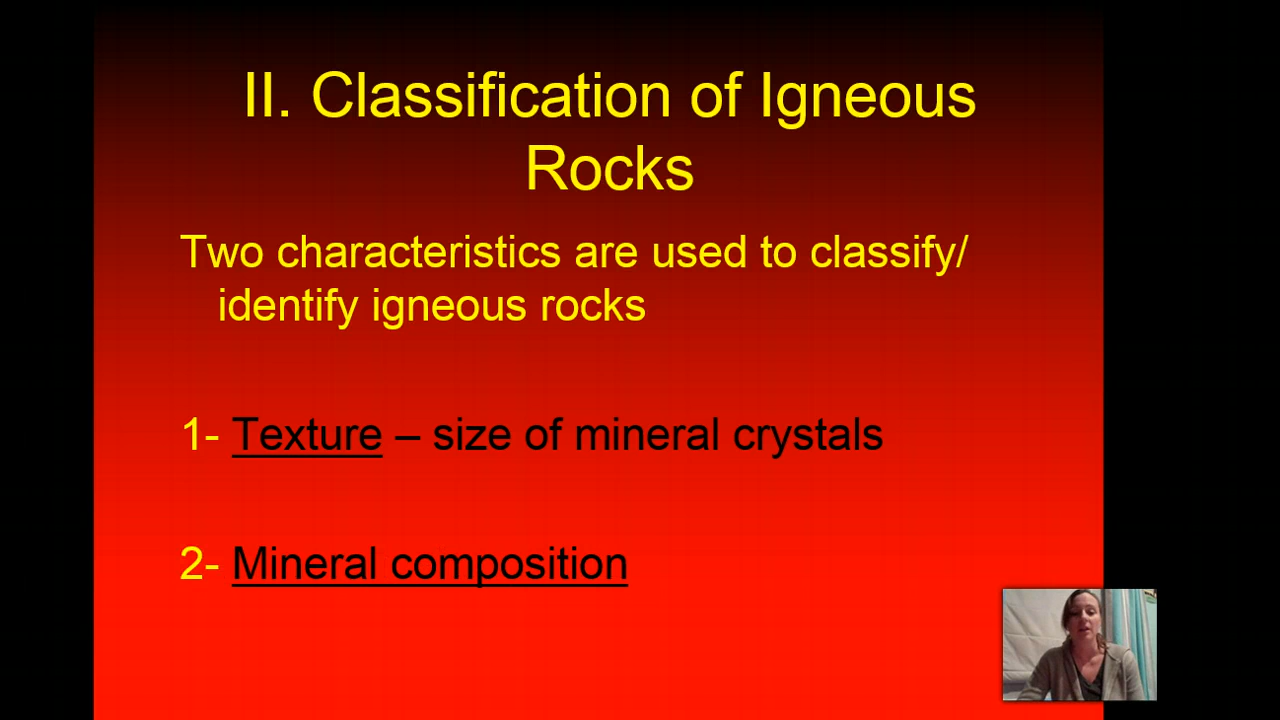 II. Classification of Igneous
Rocks
Two characteristics are used to classify/
identify igneous rocks
1- Texture – size of mineral crystals
2- Mineral composition